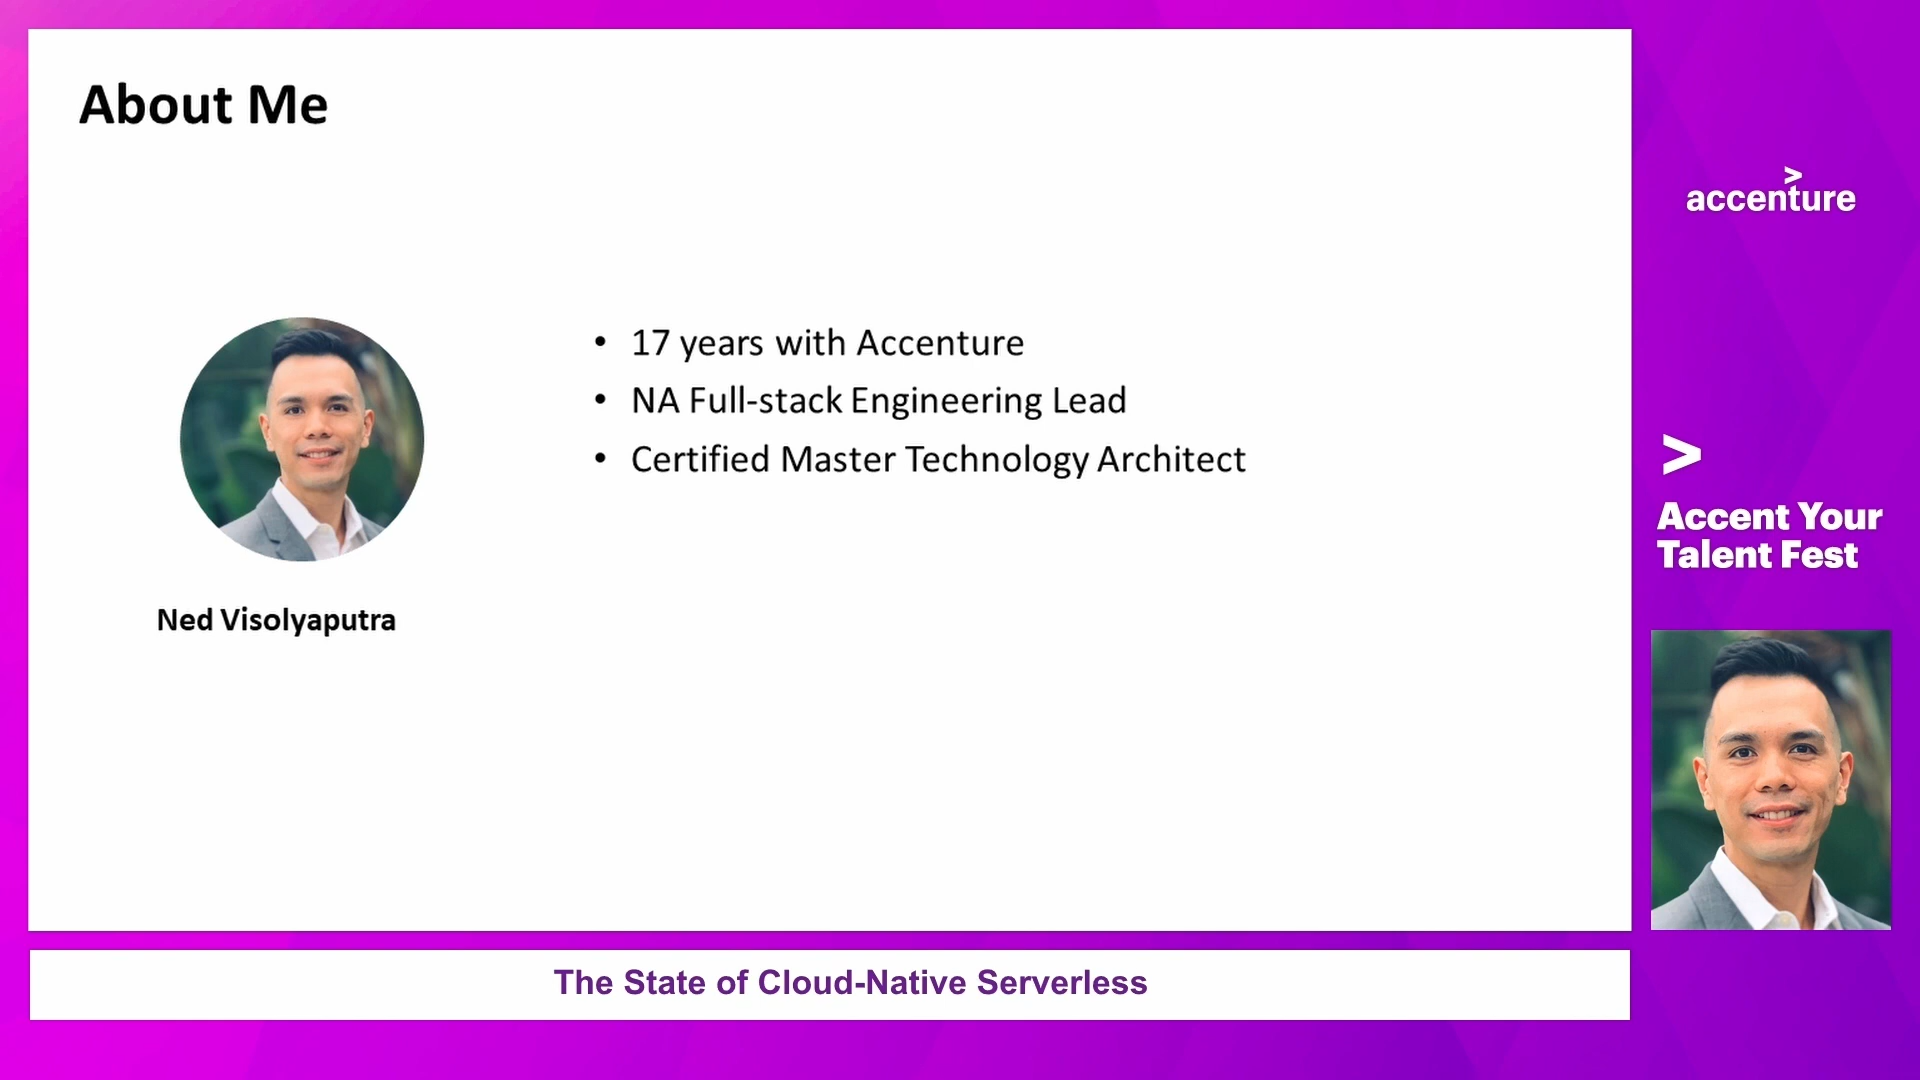 About Me
• 17 years with Accenture
• NA Full-stack Engineering Lead
• Certified Master Technology Architect
Ned Visolyaputra
accenture
>
Accent Your
Talent Fest
The State of Cloud-Native Serverless